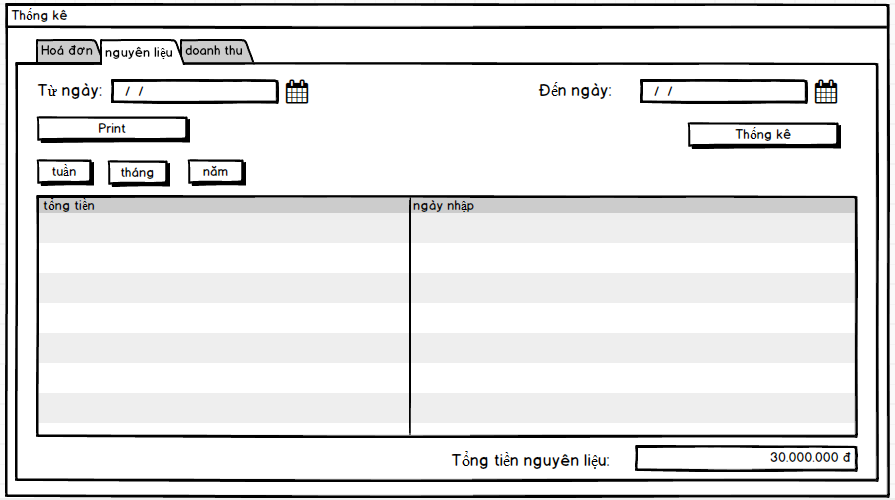 Thống kê
Hoá đơn nguyên liệu doanh thu
Từ ngày: / / Đến ngày: / /
Print Thống kê
tuần tháng năm
tổng tiền ngày nhập
Tổng tiền nguyên liệu: 30.000.000 đ